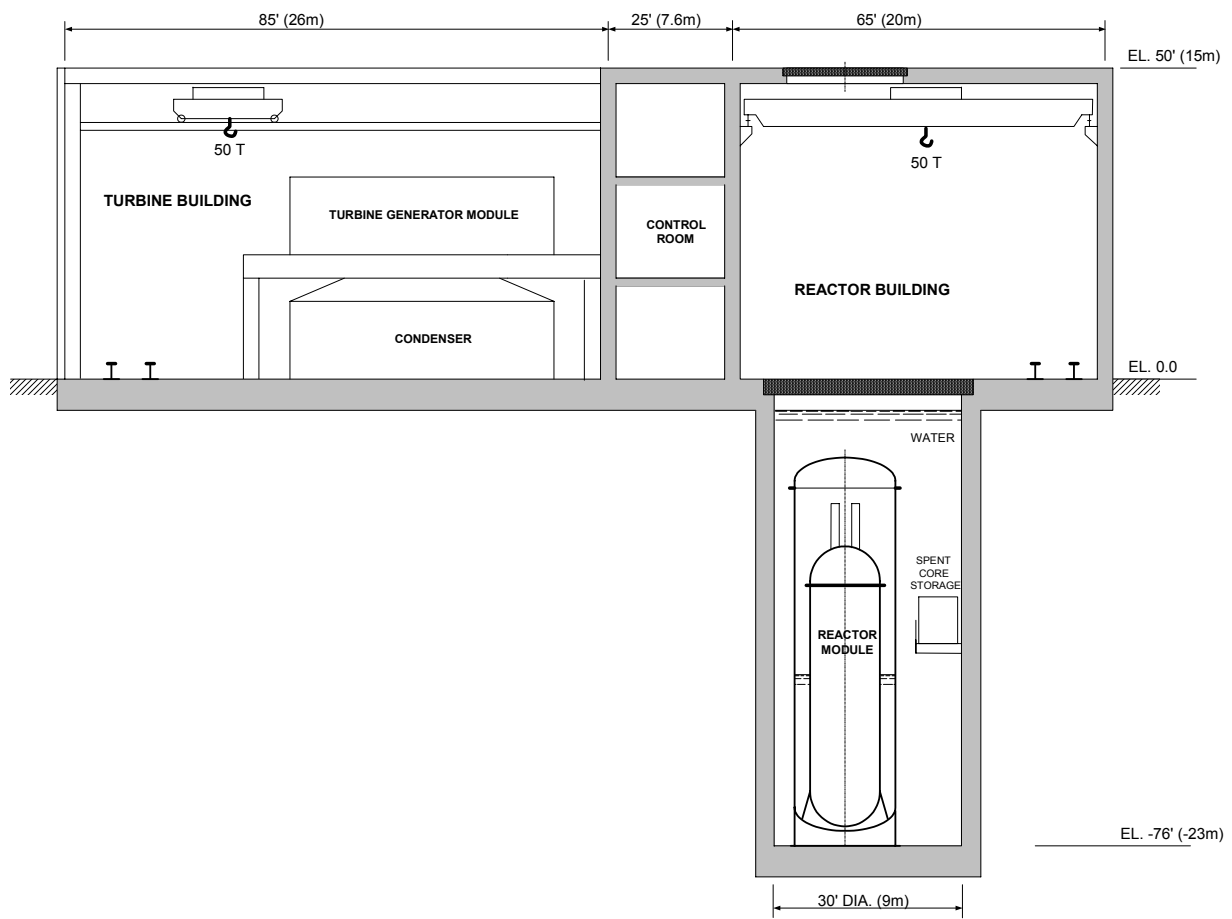 85' (26m)
25' (7.6m)
65' (20m)
EL. 50' (15m)
50 T
50 T
TURBINE BUILDING
TURBINE GENERATOR MODULE
CONTROL
ROOM
REACTOR BUILDING
CONDENSER
EL. 0.0
WATER
SPENT
CORE
STORAGE
REACTOR
MODULE
EL. -76' (-23m)
30' DIA. (9m)